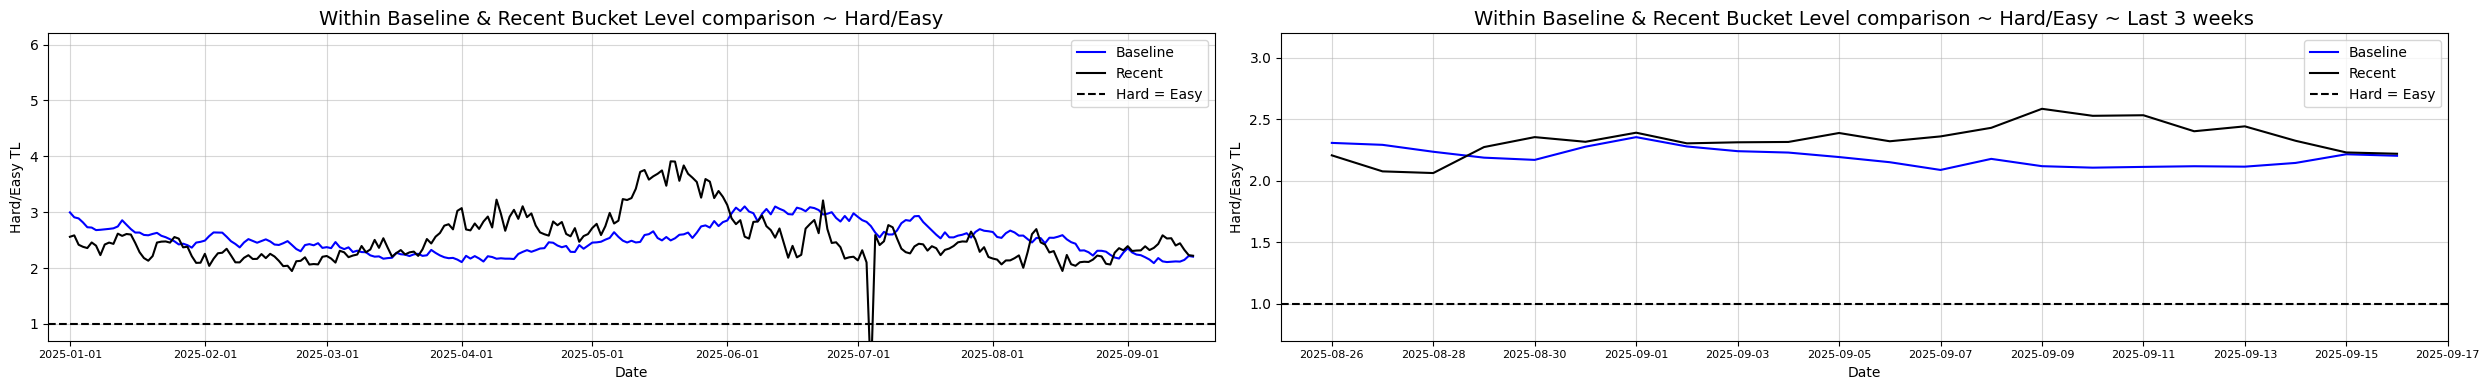 Within Baseline & Recent Bucket Level comparison ~ Hard/Easy
Hard/Easy TL
6
5
4
3
2
1
Baseline
Recent
Hard = Easy
2025-01-01 2025-02-01 2025-03-01 2025-04-01 2025-05-01 2025-06-01 2025-07-01 2025-08-01 2025-09-01
Date
Within Baseline & Recent Bucket Level comparison ~ Hard/Easy ~ Last 3 weeks
Hard/Easy TL
3.0
2.5
2.0
1.5
1.0
Baseline
Recent
Hard = Easy
2025-08-26 2025-08-28 2025-08-30 2025-09-01 2025-09-03 2025-09-05 2025-09-07 2025-09-09 2025-09-11 2025-09-13 2025-09-15 2025-09-17
Date